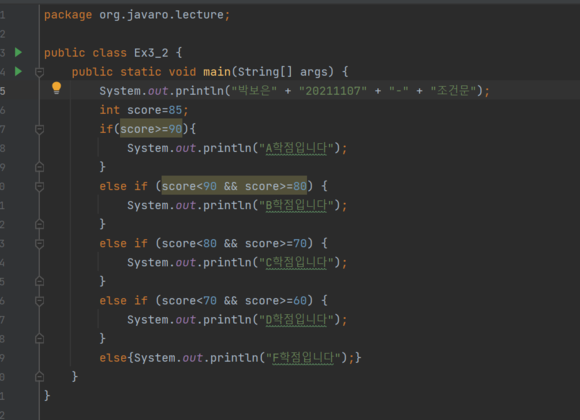 package org.javaro.lecture;
public class Ex3_2 {
public static void main(String[] args) {
System.out.println("박보은" + "20211107" + "-" + "조건문");
int score=85;
if(score>=90){
System.out.println("A학점입니다");
}
else if (score<90 && score>=80) {
System.out.println("B학점입니다");
}
else if (score<80 && score>=70) {
System.out.println("C학점입니다");
}
else if (score<70 && score>=60) {
System.out.println("D학점입니다");
}
else{System.out.println("F학점입니다");}
}
}